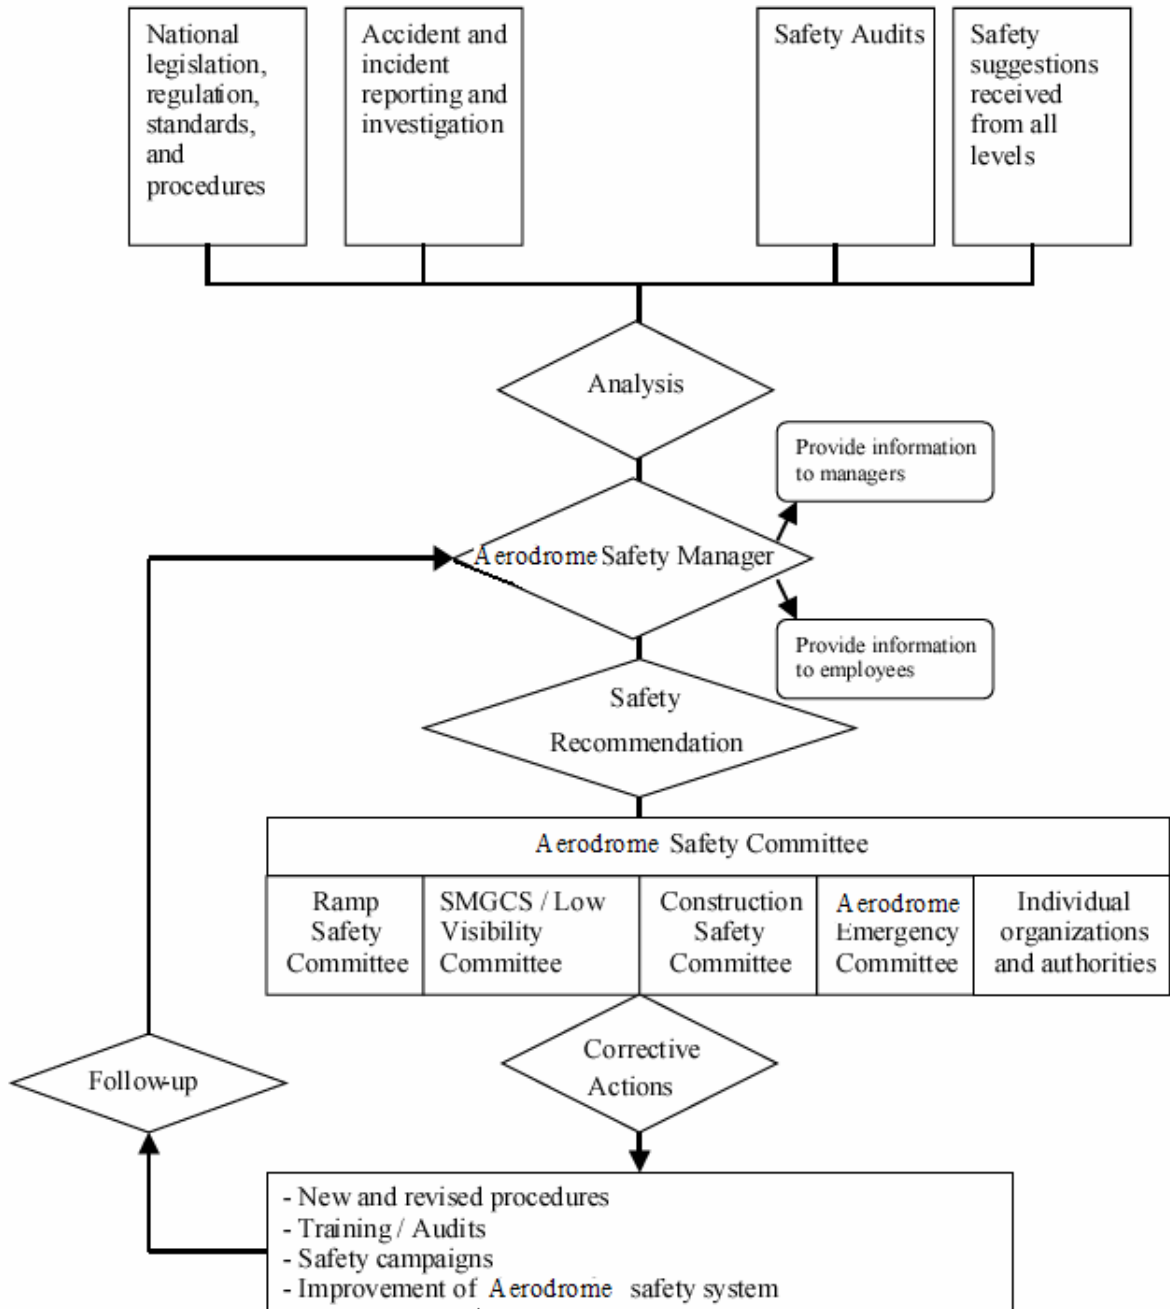 National
legislation,
regulation,
standards,
and
procedures
Accident and
incident
reporting and
investigation
Safety Audits
Safety
suggestions
received
from all
levels
Analysis
Provide information
to managers
Aerodrome Safety Manager
Provide information
to employees
Safety
Recommendation
Aerodrome Safety Committee
Ramp
Safety
Committee
SMGCS / Low
Visibility
Committee
Construction
Safety
Committee
Aerodrome
Emergency
Committee
Individual
organizations
and authorities
Corrective
Actions
Follow-up
- New and revised procedures
- Training / Audits
- Safety campaigns
- Improvement of Aerodrome safety system